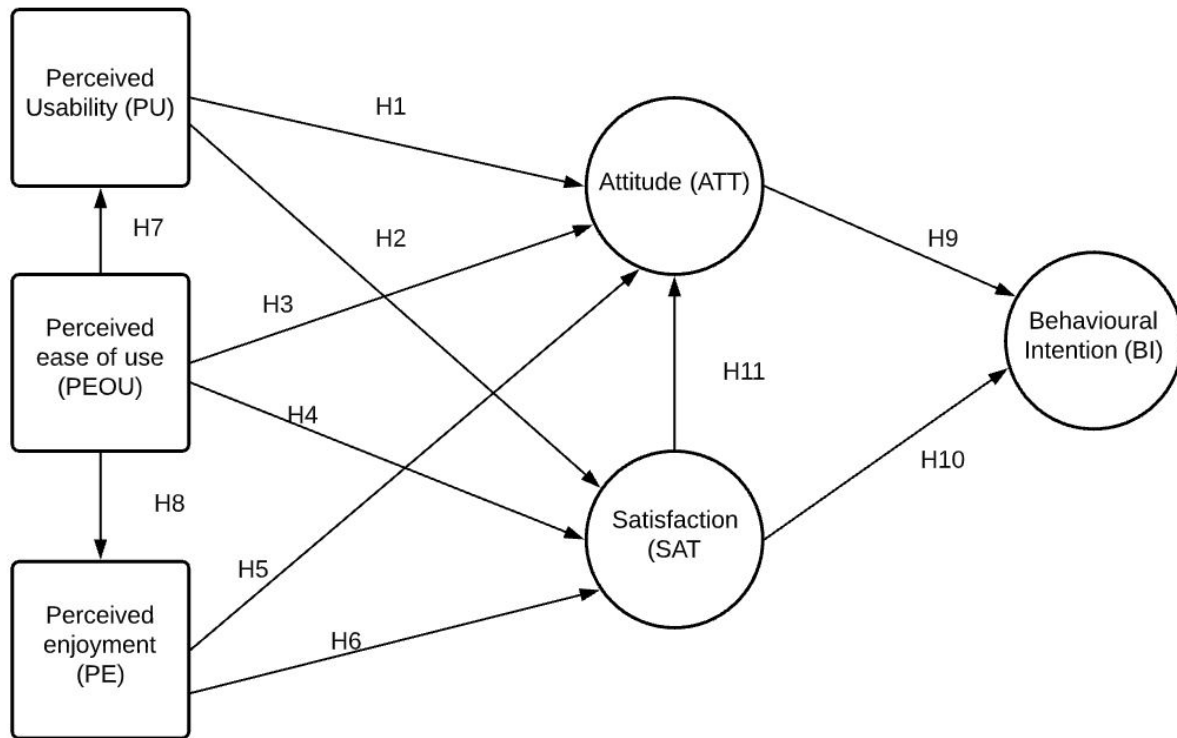 Perceived
Usability (PU)
H1
Attitude (ATT)
H7
H2
H9
H3
Perceived
ease of use
(PEOU)
Behavioural
Intention (BI)
H11
H4
H10
H8
Satisfaction
(SAT
H5
Perceived
enjoyment
(PE)
H6